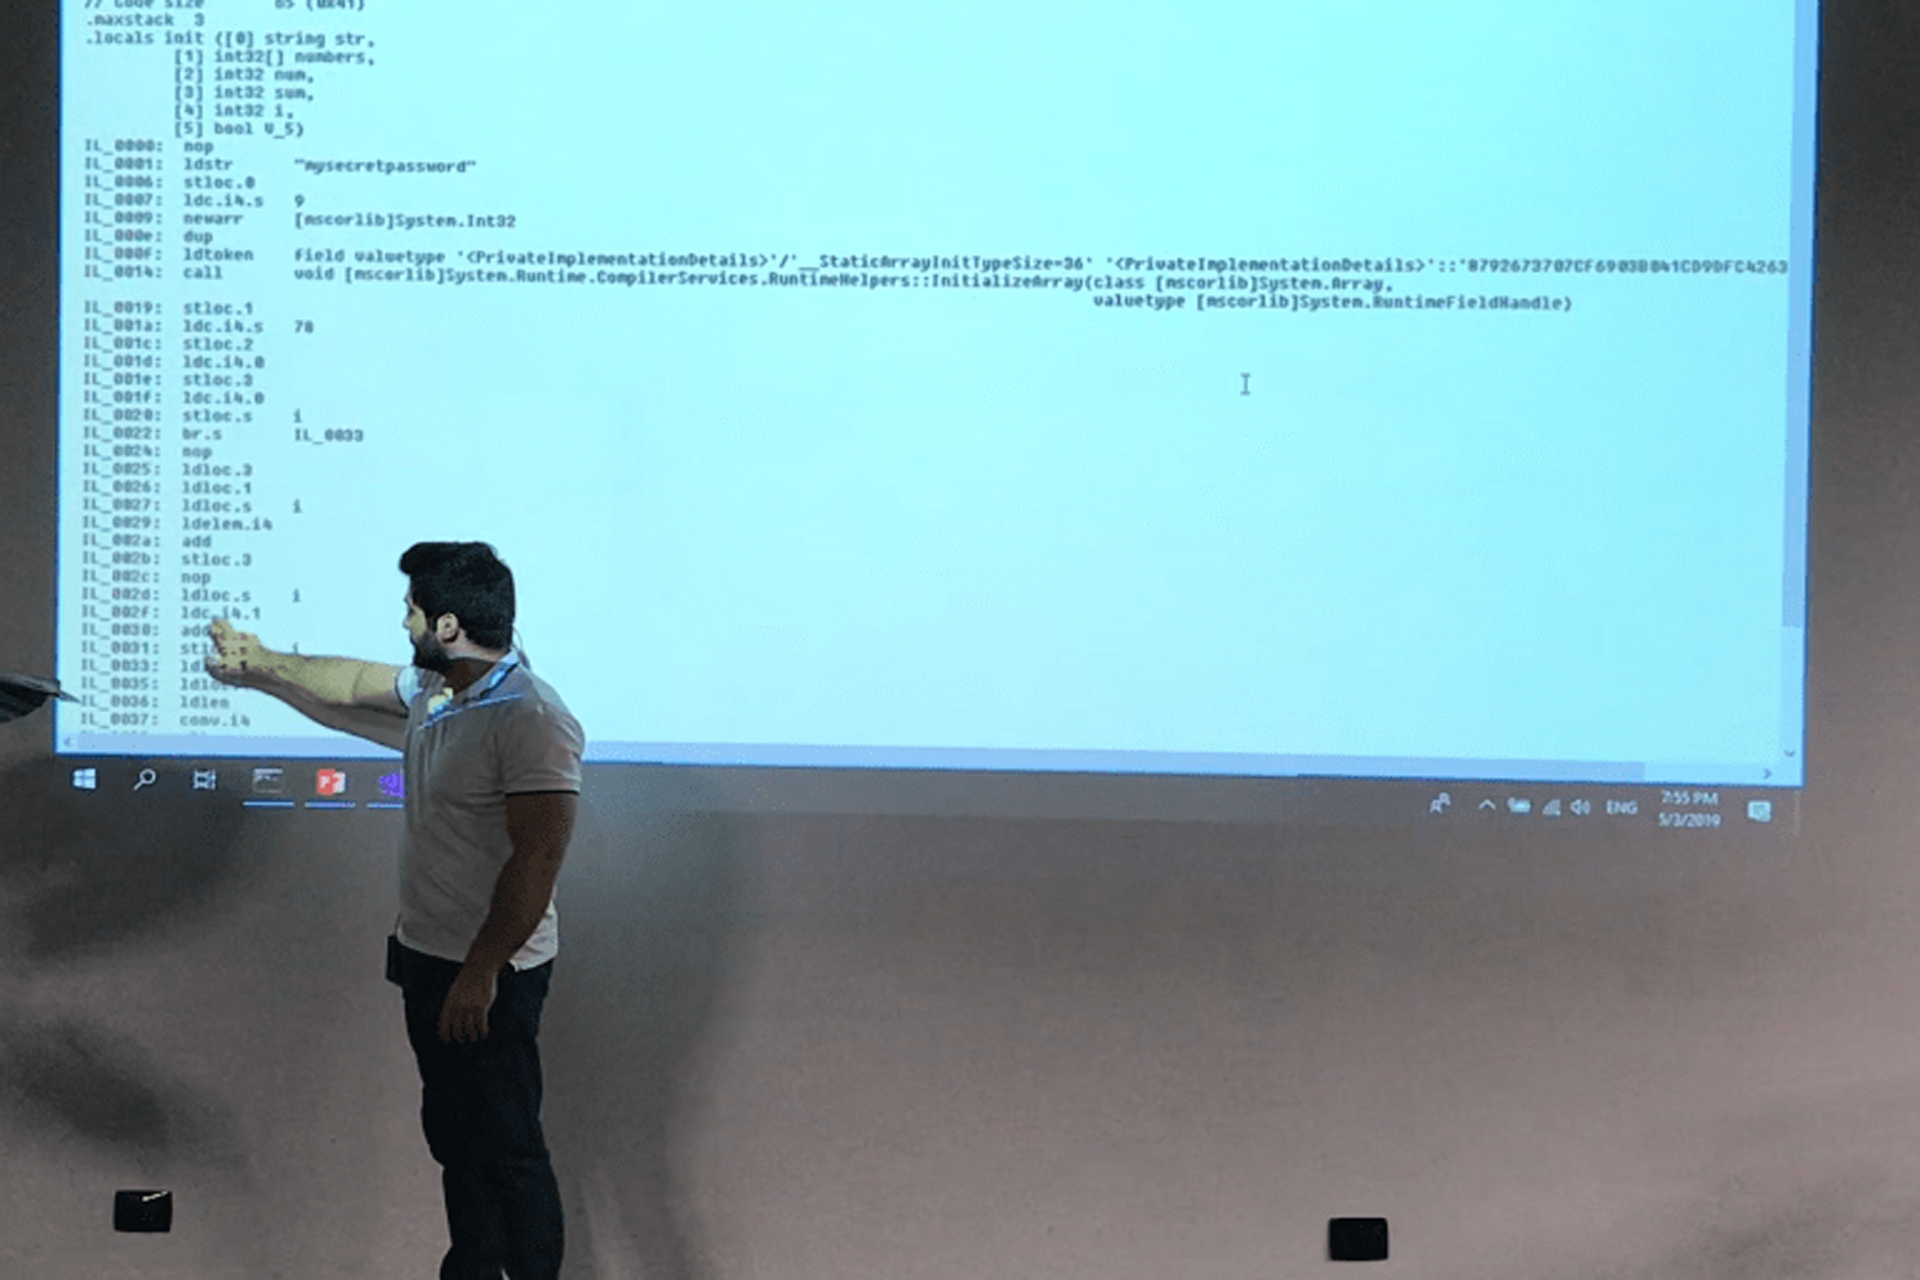 // Code size 65 (0x41)
.maxstack 3
.locals init ([0] string str,
[1] int32[] numbers,
[2] int32 num,
[3] int32 sum,
[4] int32 i,
[5] bool V_5)
IL_0000: nop
IL_0001: ldstr "mysecretpassword"
IL_0006: stloc.0
IL_0007: ldc.i4.s 9
IL_0009: newarr [mscorlib]System.Int32
IL_000e: dup
IL_000f: ldtoken field valuetype '<PrivateImplementationDetails>'/'__StaticArrayInitTypeSize=36' '<PrivateImplementationDetails>'::'8792673707CF6903B041CD9DFC4263
IL_0014: call void [mscorlib]System.Runtime.CompilerServices.RuntimeHelpers::InitializeArray(class [mscorlib]System.Array,
valuetype [mscorlib]System.RuntimeFieldHandle)
IL_0019: stloc.1
IL_001a: ldc.i4.s 78
IL_001c: stloc.2
IL_001d: ldc.i4.0
IL_001e: stloc.3
IL_001f: ldc.i4.0
IL_0020: stloc.s i
IL_0022: br.s IL_0033
IL_0024: nop
IL_0025: ldloc.3
IL_0026: ldloc.1
IL_0027: ldloc.s i
IL_0029: ldelem.i4
IL_002a: add
IL_002b: stloc.3
IL_002c: nop
IL_002d: ldloc.s i
IL_002f: ldc.i4.1
IL_0030: add
IL_0031: i
IL_0033:
IL_0035:
IL_0036: ldlen
IL_0037: conv.i4
ENG
7:55 PM
5/3/2019